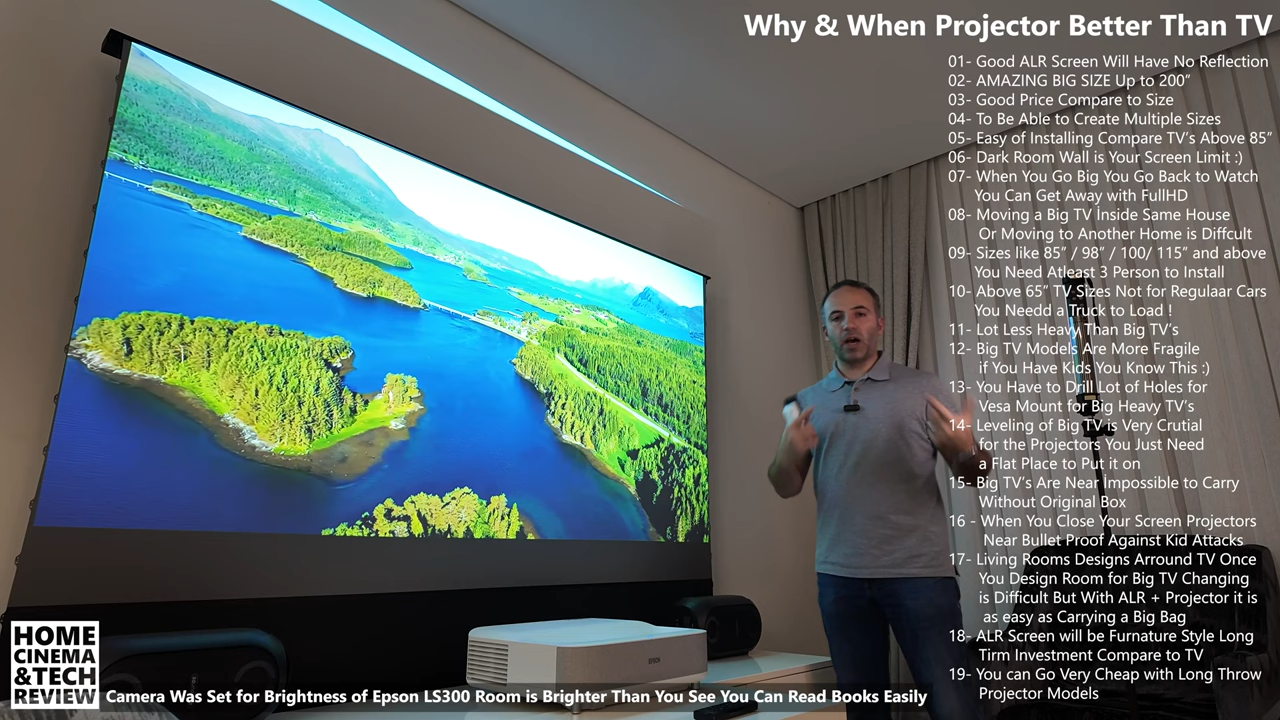 Why & When Projector Better Than TV
01- Good ALR Screen Will Have No Reflection
02- AMAZING BIG SIZE Up to 200”
03- Good Price Compare to Size
04- To Be Able to Create Multiple Sizes
05- Easy of Installing Compare TV’s Above 85”
06- Dark Room Wall is Your Screen Limit :)
07- When You Go Big You Go Back to Watch
You Can Get Away with FullHD
08- Moving a Big TV İnside Same House
Or Moving to Another Home is Diffcult
09- Sizes like 85” / 98” / 100/ 115” and above
You Need Atleast 3 Person to Install
10- Above 65” TV Sizes Not for Regulaar Cars
You Needd a Truck to Load !
11- Lot Less Heavy Than Big TV’s
12- Big TV Models Are More Fragile
if You Have Kids You Know This :)
13- You Have to Drill Lot of Holes for
Vesa Mount for Big Heavy TV’s
14- Leveling of Big TV is Very Crutial
for the Projectors You Just Need
a Flat Place to Put it on
15- Big TV’s Are Near Impossible to Carry
Without Original Box
16 - When You Close Your Screen Projectors
Near Bullet Proof Against Kid Attacks
17- Living Rooms Designs Arround TV Once
You Design Room for Big TV Changing
is Difficult But With ALR + Projector it is
as easy as Carrying a Big Bag
18- ALR Screen will be Furnature Style Long
Tirm Investment Compare to TV
19- You can Go Very Cheap with Long Throw
Projector Models
EPSON
HOME
CINEMA
&TECH
REVIEW
Camera Was Set for Brightness of Epson LS300 Room is Brighter Than You See You Can Read Books Easily